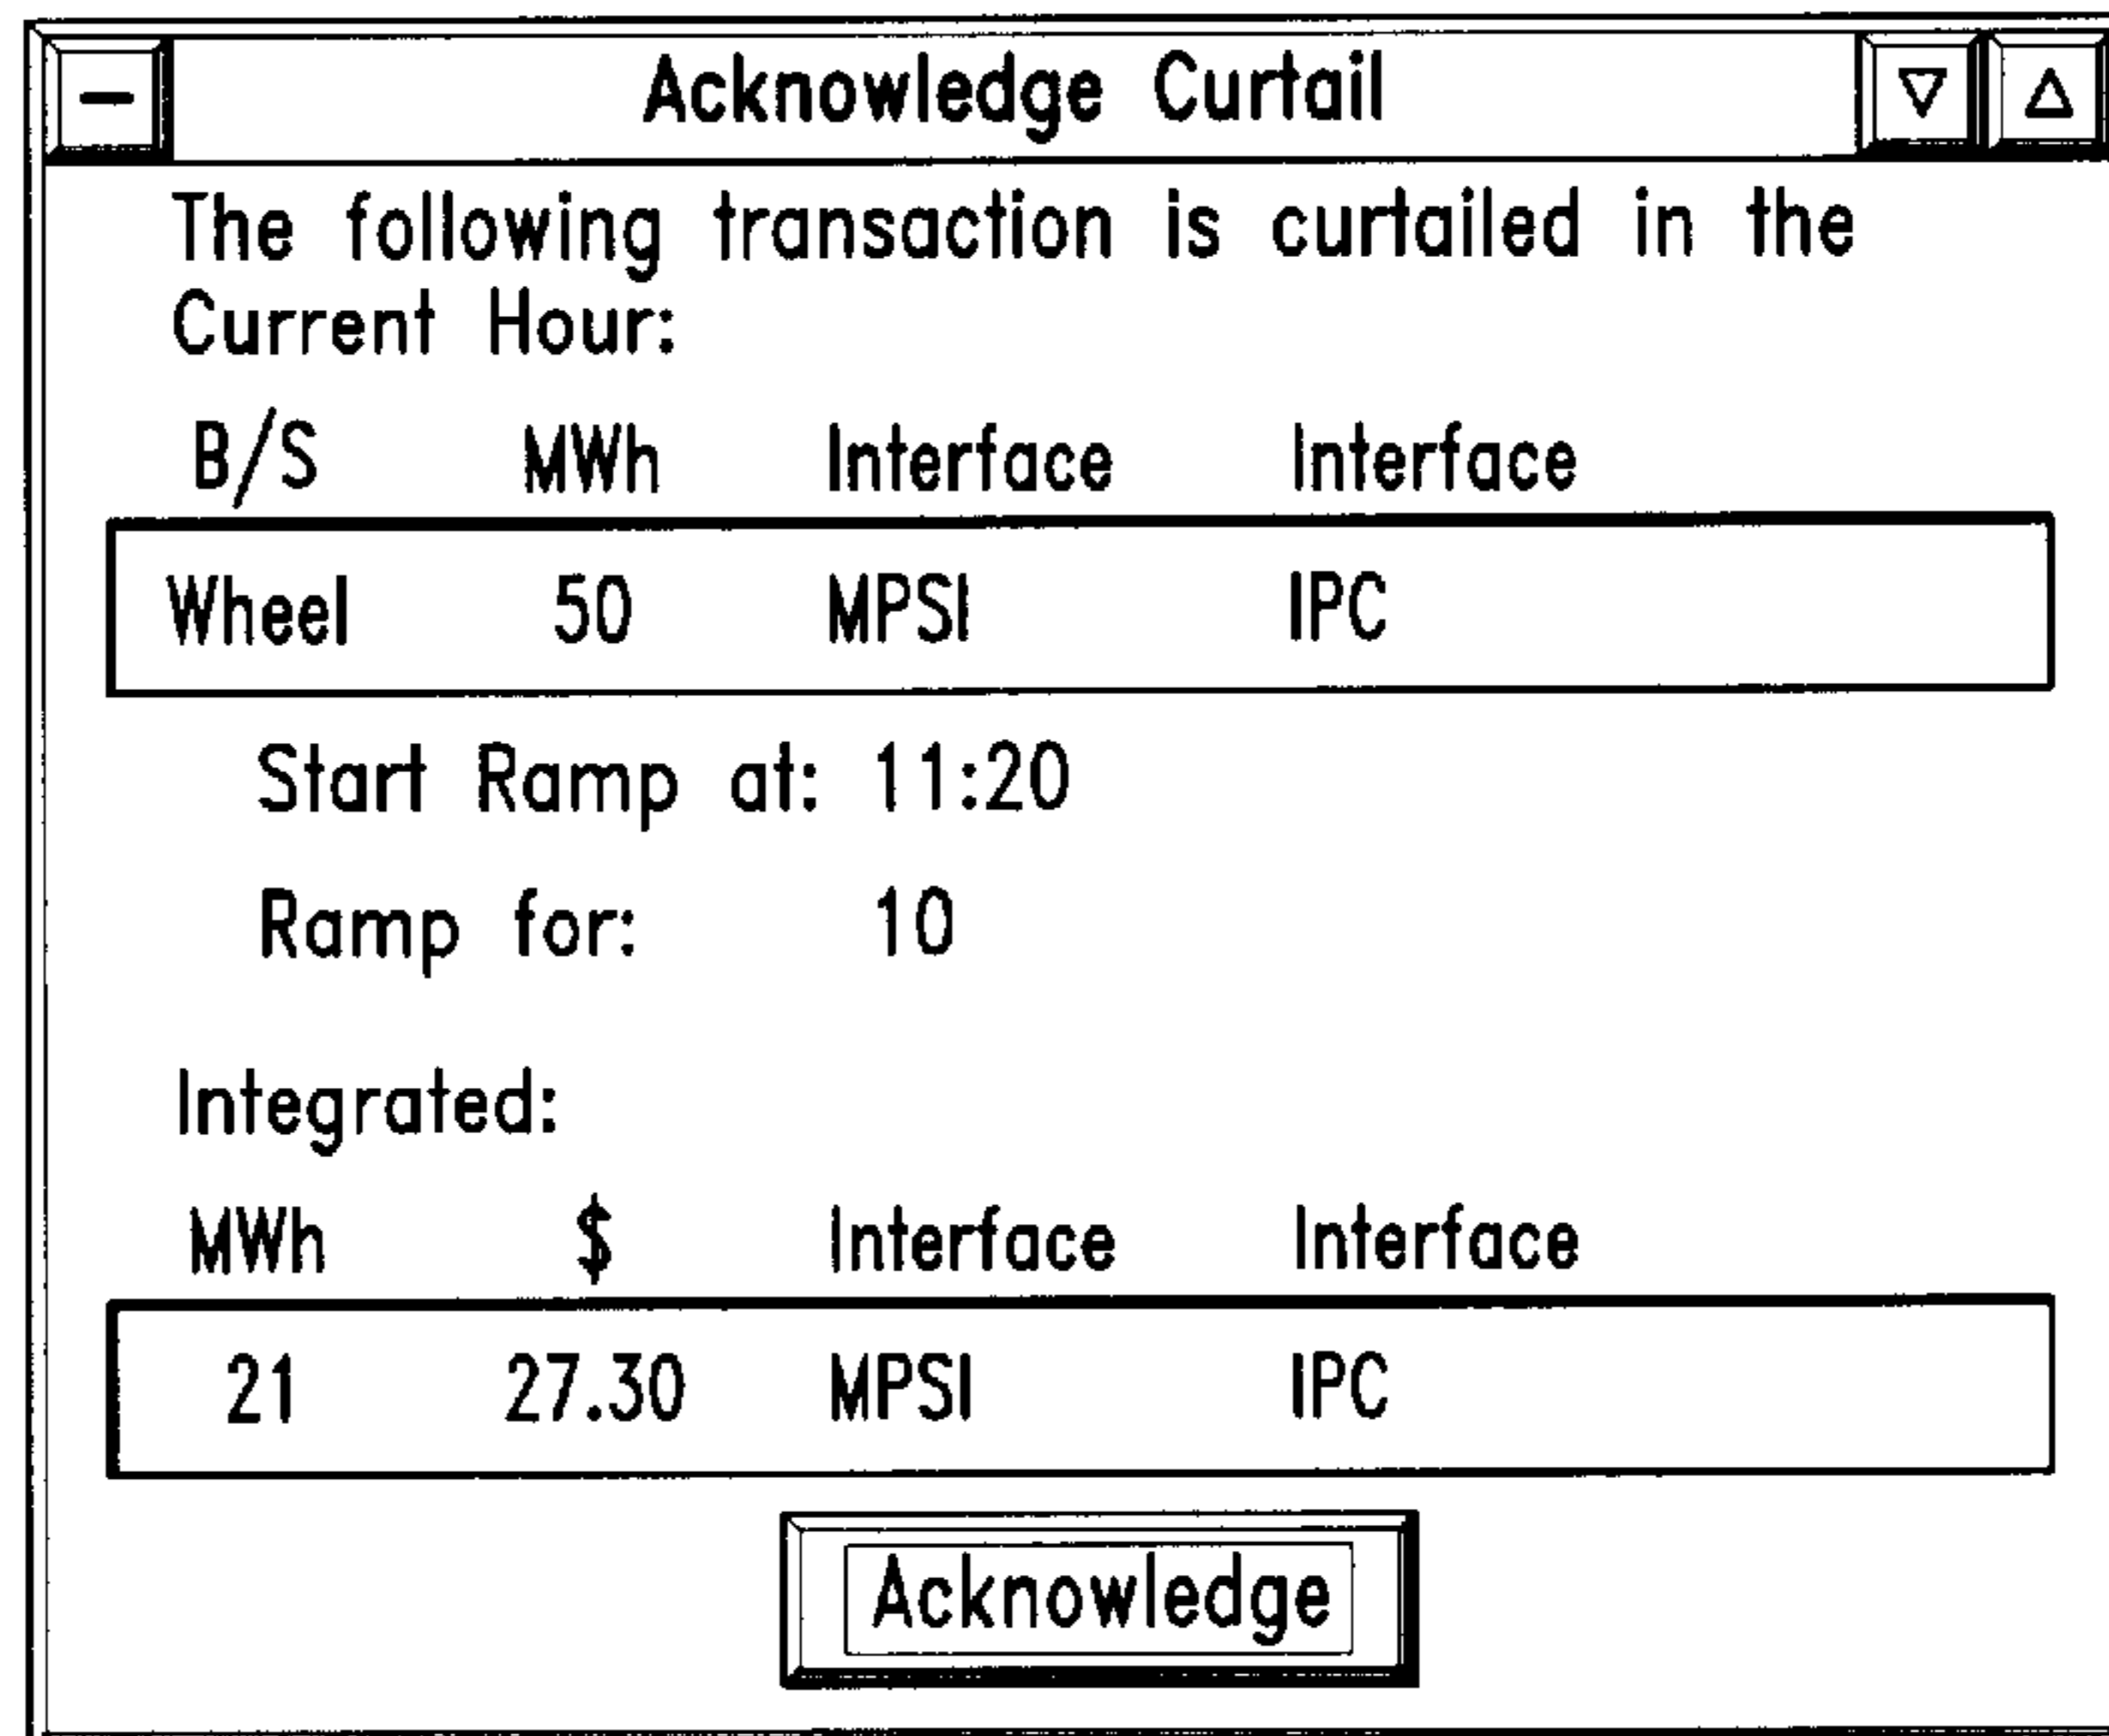 Acknowledge Curtail
The following transaction is curtailed in the
Current Hour:
B/S MWh Interface Interface
Wheel 50 MPSI IPC
Start Ramp at: 11:20
Ramp for: 10
Integrated:
MWh $ Interface Interface
21 27.30 MPSI IPC
Acknowledge